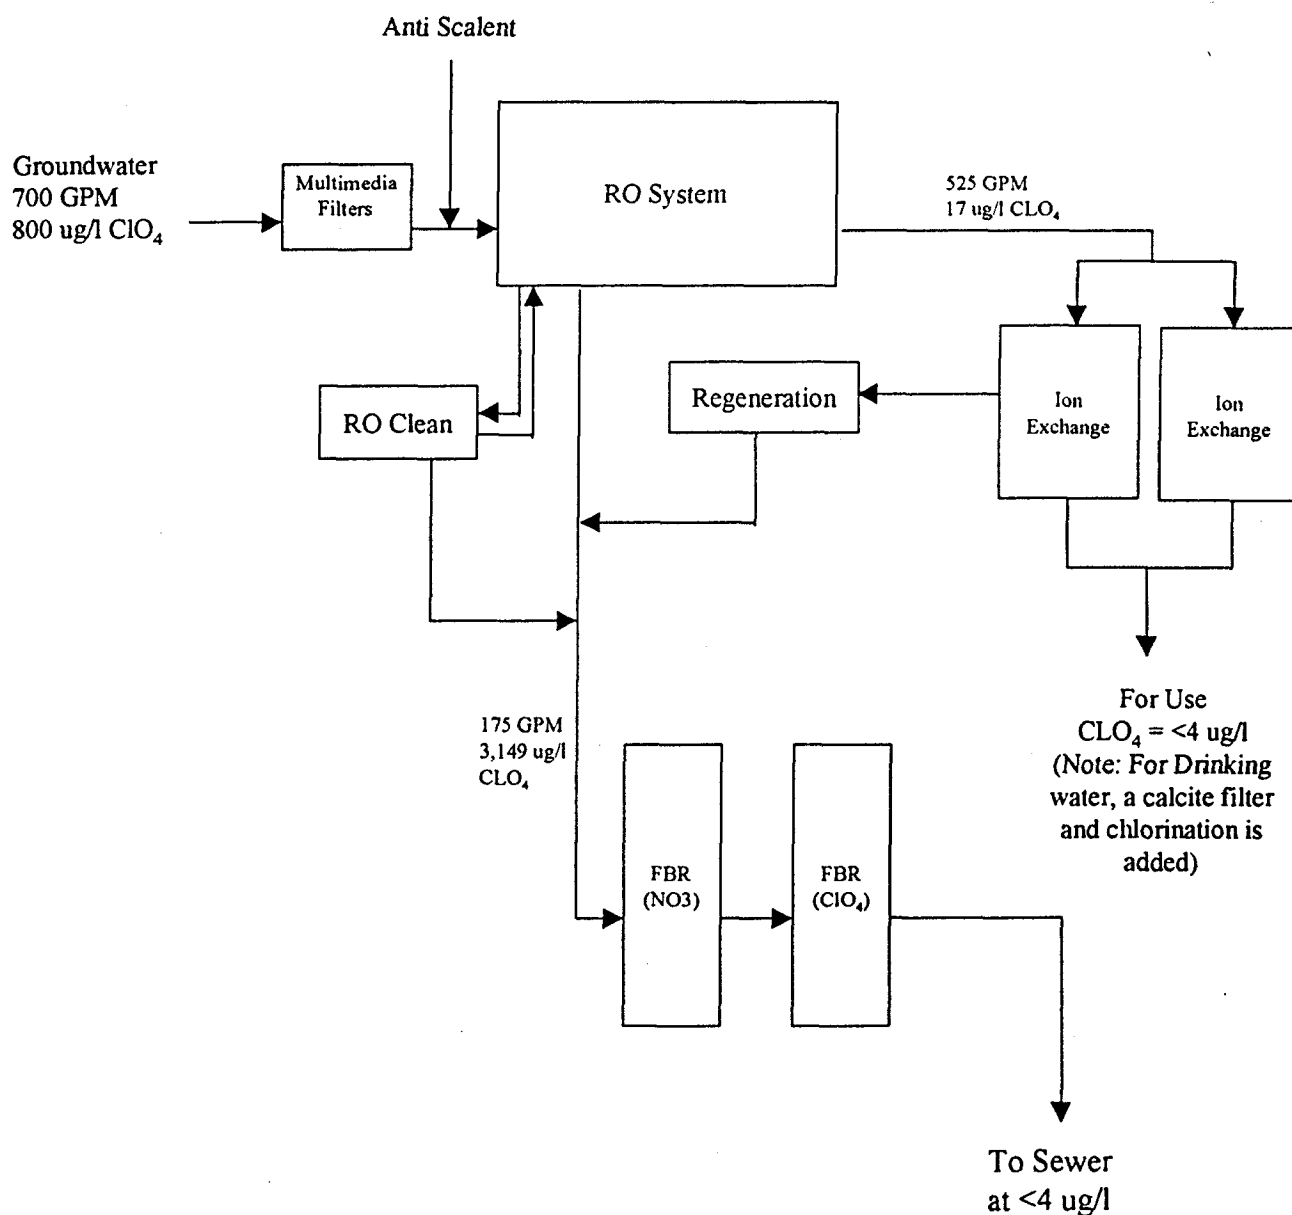 Anti Scalent
Groundwater
700 GPM
800 ug/l ClO₄
Multimedia
Filters
RO System
525 GPM
17 ug/l CLO₄
RO Clean
Regeneration
Ion
Exchange
Ion
Exchange
175 GPM
3,149 ug/l
CLO₄
For Use
CLO₄ = <4 ug/l
(Note: For Drinking
water, a calcite filter
and chlorination is
added)
FBR
(NO3)
FBR
(ClO₄)
To Sewer
at <4 ug/l